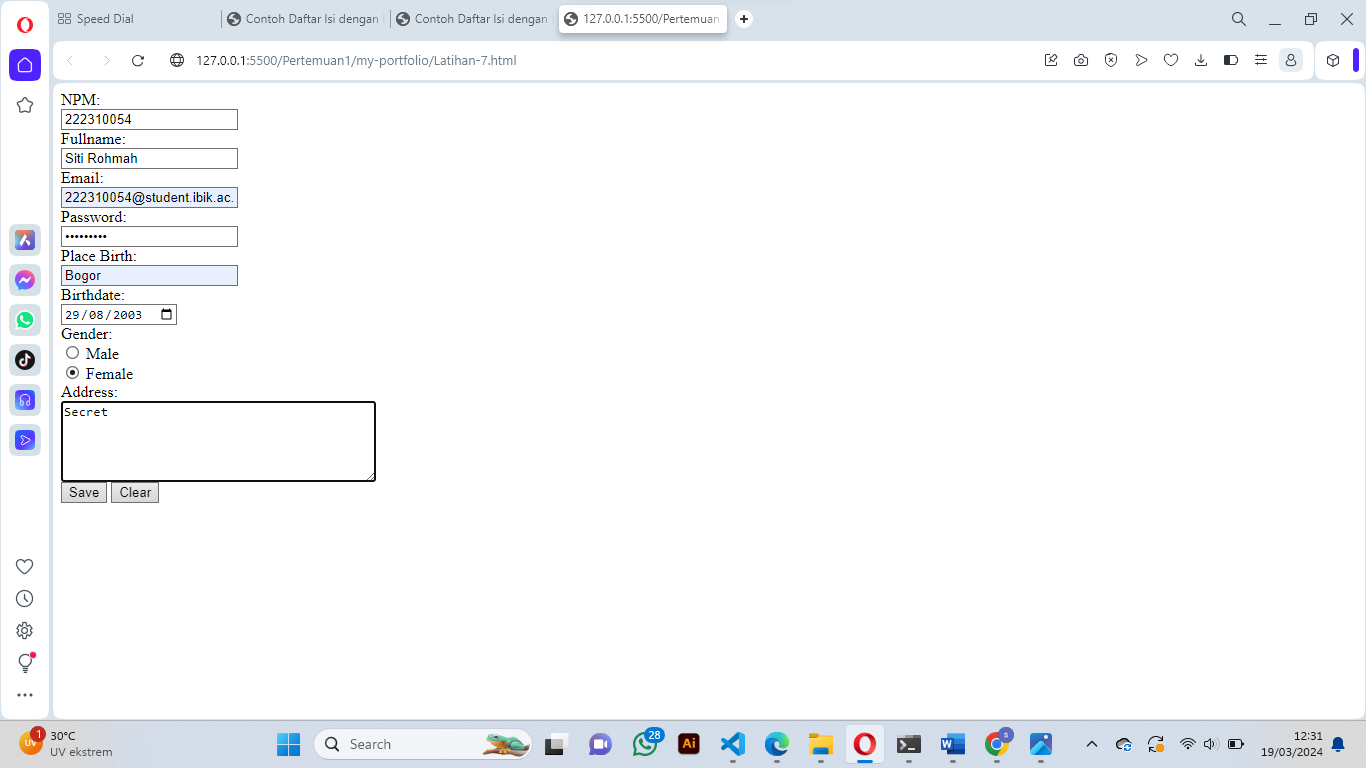 Speed Dial
Contoh Daftar Isi dengan
Contoh Daftar Isi dengan
127.0.0.1:5500/Pertemuan
127.0.0.1:5500/Pertemuan1/my-portfolio/Latihan-7.html
NPM:
222310054
Fullname:
Siti Rohmah
Email:
222310054@student.ibik.ac.
Password:
•••••••••
Place Birth:
Bogor
Birthdate:
29/08/2003
Gender:
Male
Female
Address:
Secret
Save Clear
UV 1 30°C
UV ekstrem
Search
28
Ai
W
s
12:31
19/03/2024